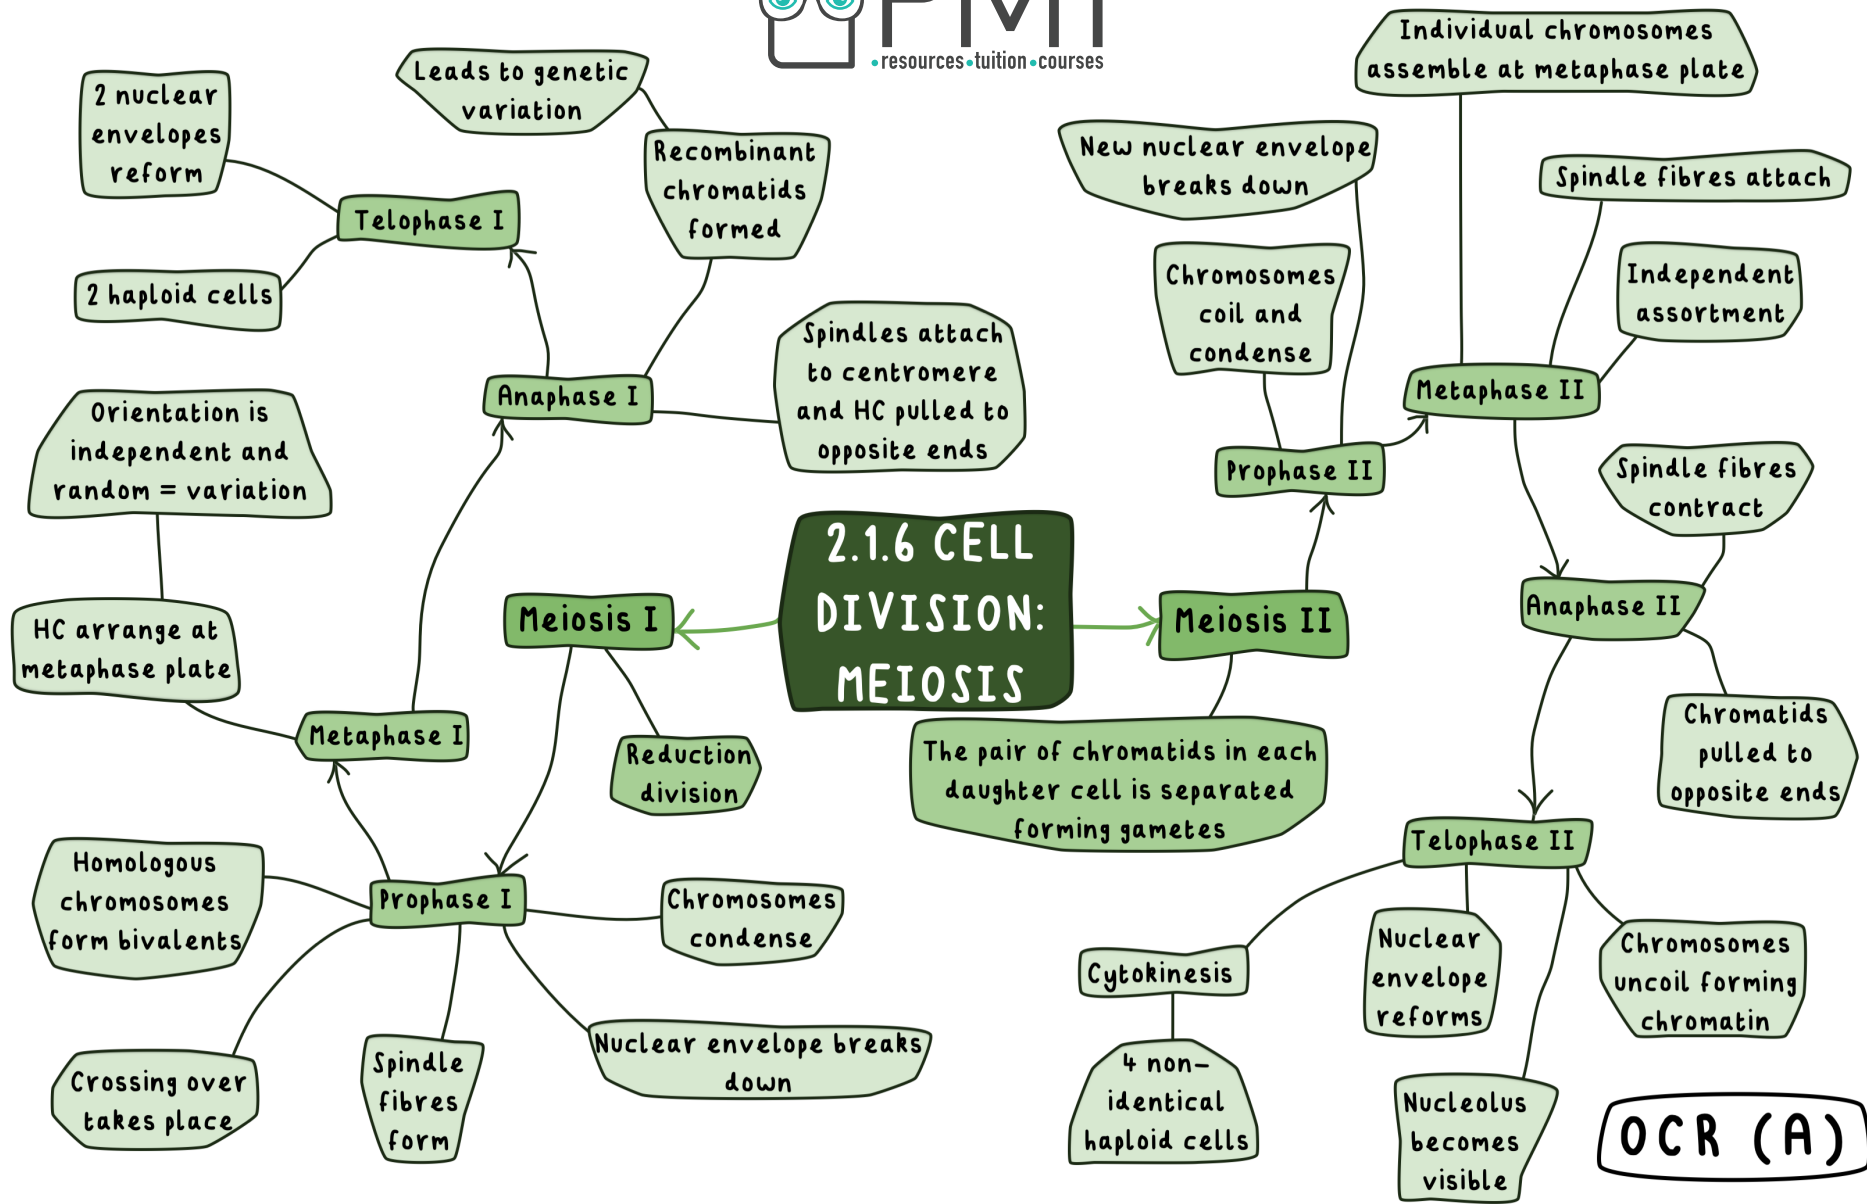 PMT
•resources•tuition•courses
2.1.6 CELL
DIVISION:
MEIOSIS
Meiosis I
Reduction
division
Prophase I
Homologous
chromosomes
form bivalents
Crossing over
takes place
Spindle
fibres
form
Nuclear envelope breaks
down
Chromosomes
condense
Metaphase I
HC arrange at
metaphase plate
Orientation is
independent and
random = variation
Anaphase I
Spindles attach
to centromere
and HC pulled to
opposite ends
Recombinant
chromatids
formed
Leads to genetic
variation
Telophase I
2 nuclear
envelopes
reform
2 haploid cells
Meiosis II
The pair of chromatids in each
daughter cell is separated
forming gametes
Prophase II
Chromosomes
coil and
condense
New nuclear envelope
breaks down
Metaphase II
Individual chromosomes
assemble at metaphase plate
Spindle fibres attach
Independent
assortment
Anaphase II
Spindle fibres
contract
Chromatids
pulled to
opposite ends
Telophase II
Cytokinesis
4 non-
identical
haploid cells
Nuclear
envelope
reforms
Nucleolus
becomes
visible
Chromosomes
uncoil forming
chromatin
OCR (A)